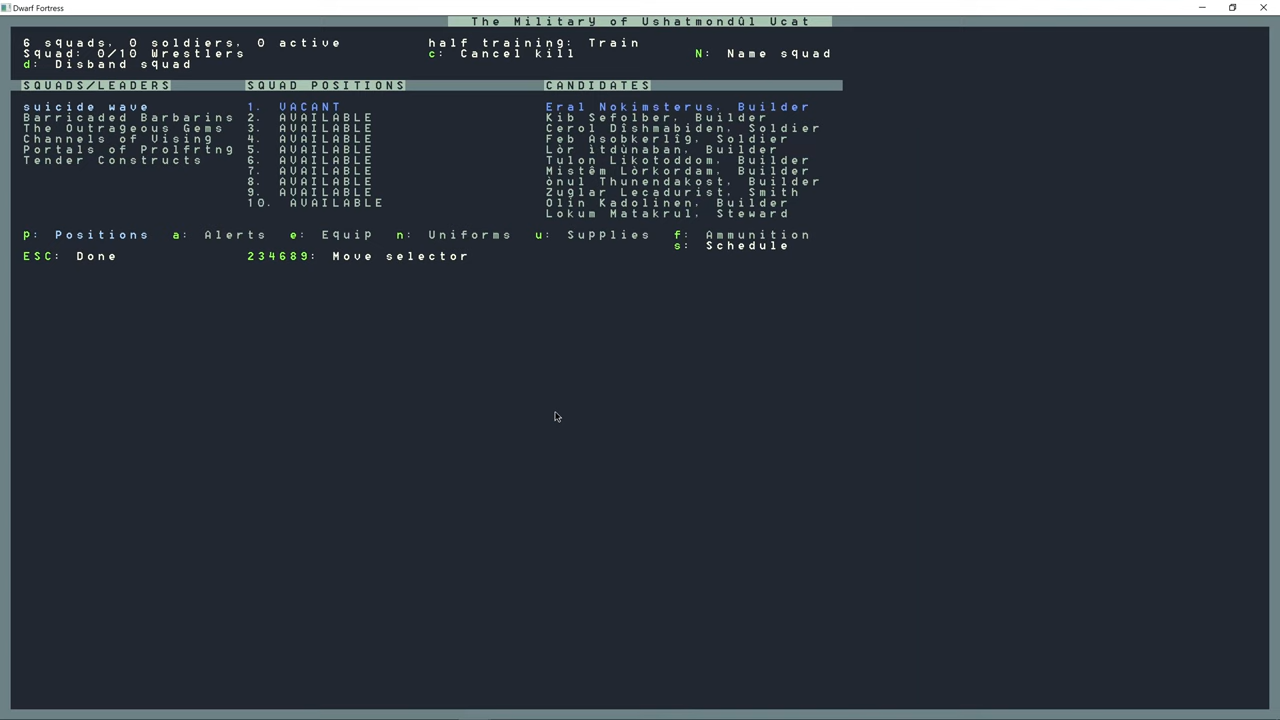 Dwarf Fortress
The Military of Ushatmondûl Ucat
6 squads, 0 soldiers, 0 active half training: Train
Squad: 0/10 Wrestlers c: Cancel kill N: Name squad
d: Disband squad
SQUADS/LEADERS SQUAD POSITIONS CANDIDATES
suicide wave 1. VACANT Eral Nokimsterus, Builder
Barricaded Barbarins 2. AVAILABLE Kib Sefolber, Builder
The Outrageous Gems 3. AVAILABLE Cerol Dîshmabiden, Soldier
Channels of Vising 4. AVAILABLE Feb Asobkerlîg, Soldier
Portals of Prolfrtng 5. AVAILABLE Lòr ìtdùnaban, Builder
Tender Constructs 6. AVAILABLE Tulon Likotoddom, Builder
7. AVAILABLE Mistêm Lòrkordam, Builder
8. AVAILABLE ònul Thunendakost, Builder
9. AVAILABLE Zuglar Lecadurist, Smith
10. AVAILABLE Olin Kadolinen, Builder
Lokum Matakrul, Steward
p: Positions a: Alerts e: Equip n: Uniforms u: Supplies f: Ammunition
s: Schedule
ESC: Done 234689: Move selector